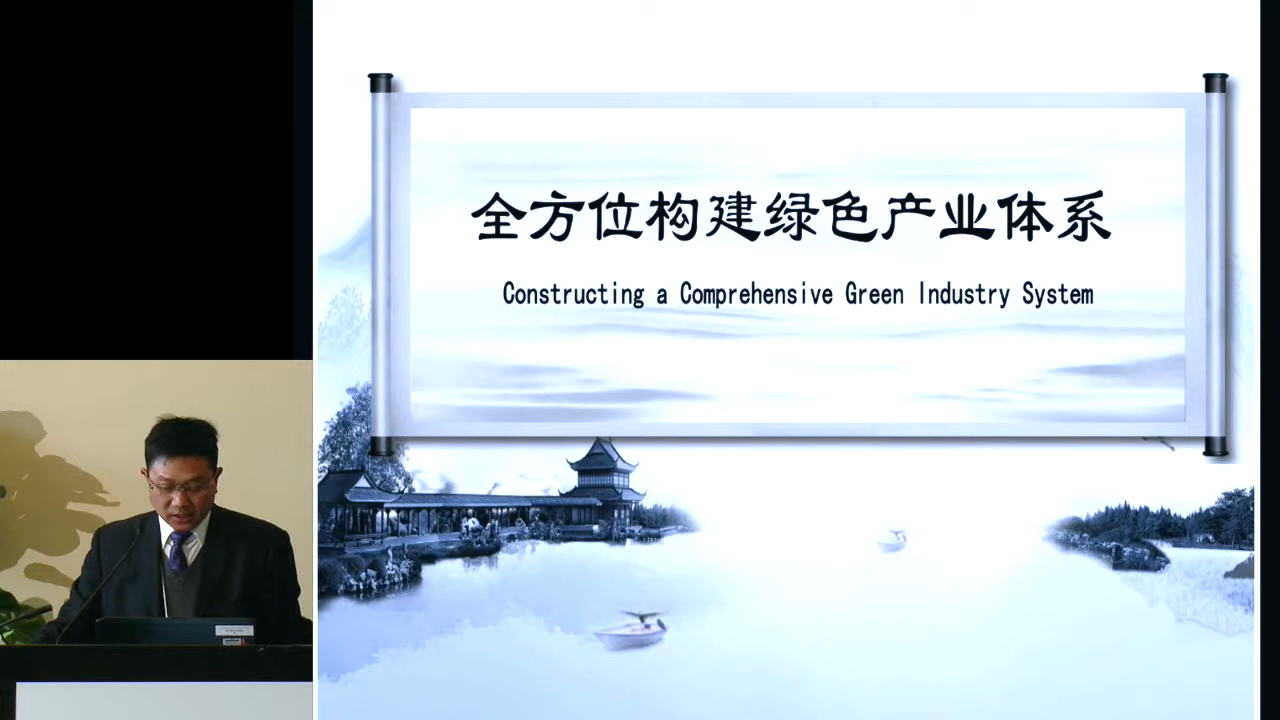 全方位构建绿色产业体系
Constructing a Comprehensive Green Industry System